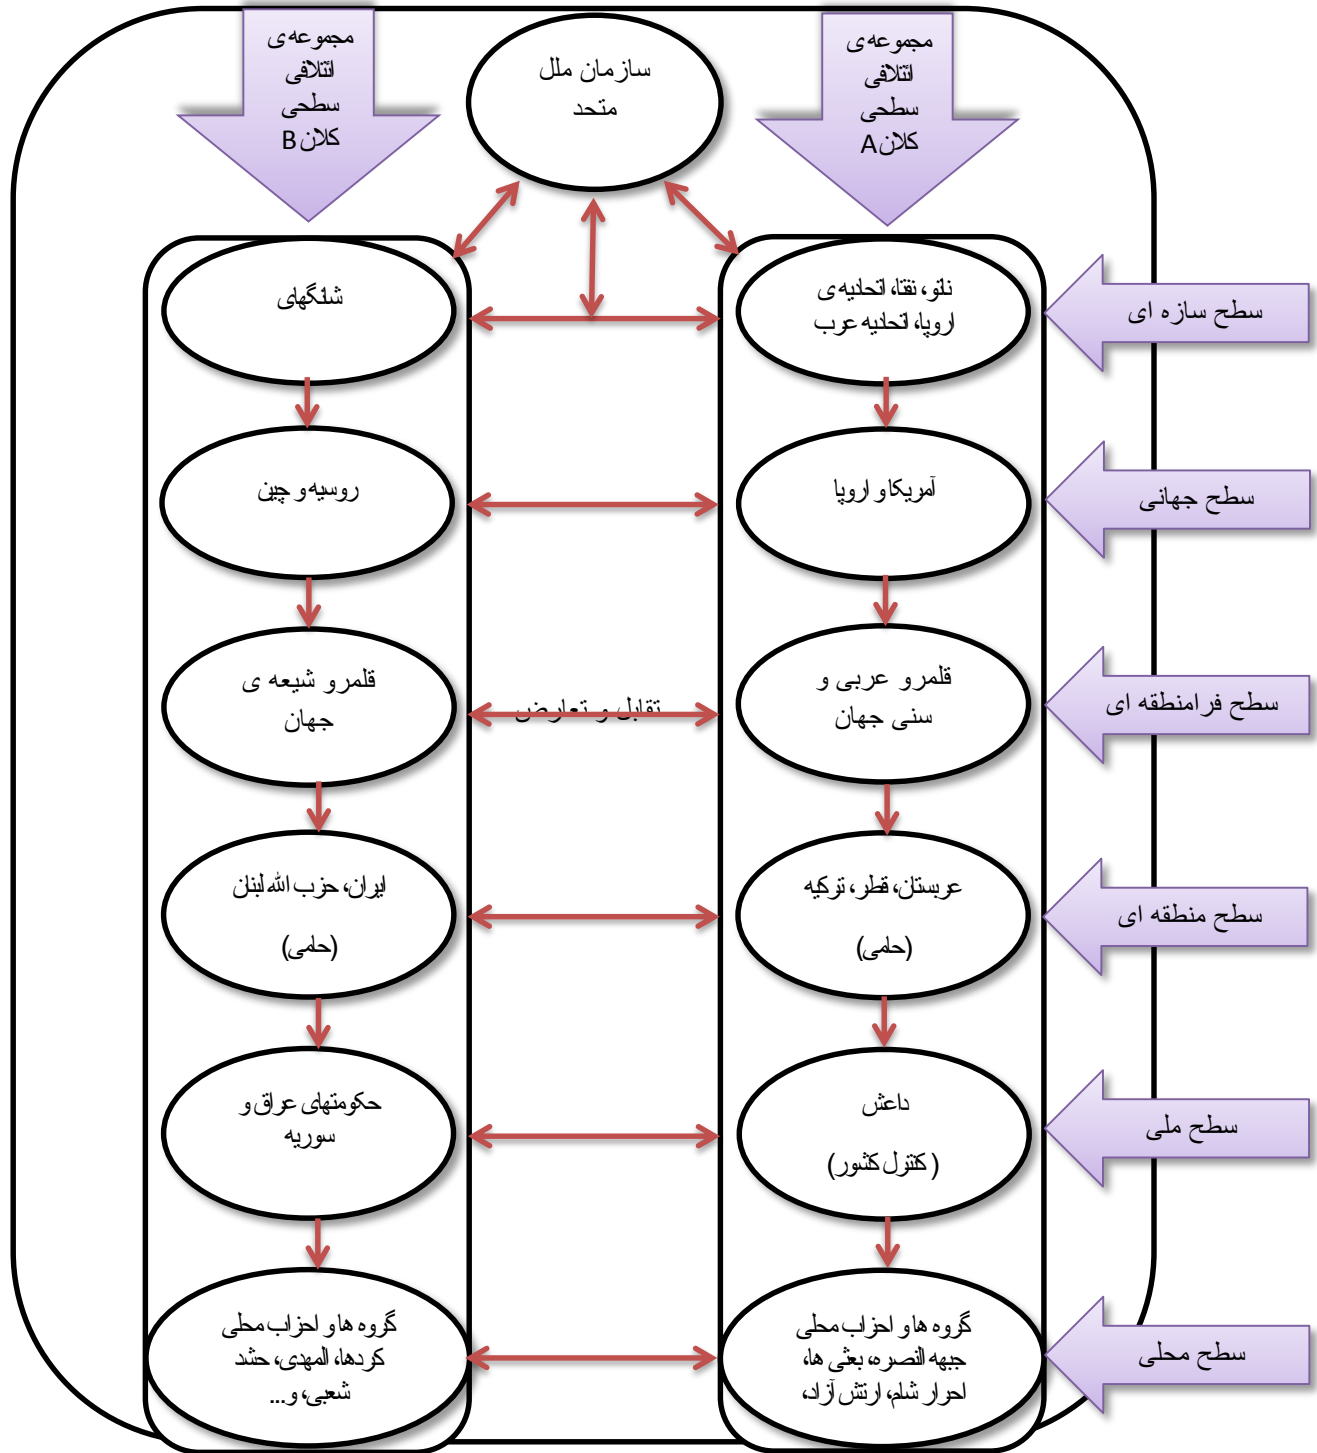 مجموعه ی
ائتلافی
سطحی
کلان A
سازمان ملل
متحد
مجموعه ی
ائتلافی
سطحی
کلان B
سطح سازه ای
ناتو، نفتا، اتحادیه ی
اروپا، اتحادیه عرب
شانگهای
سطح جهانی
آمریکا و اروپا
روسیه و چین
سطح فرامنطقه ای
قلمرو عربی و
سنی جهان
تقابل و تعارض
قلمرو شیعه ی
جهان
سطح منطقه ای
عربستان، قطر، ترکیه
(حامی)
ایران، حزب الله لبنان
(حامی)
سطح ملی
داعش
(کنترل کشور)
حکومتهای عراق و
سوریه
سطح محلی
گروه ها و احزاب محلی
جبهه النصره، بعثی ها،
احرار شام، ارتش آزاد،
گروه ها و احزاب محلی
کردها، المهدی، حشد
شعبی، و...